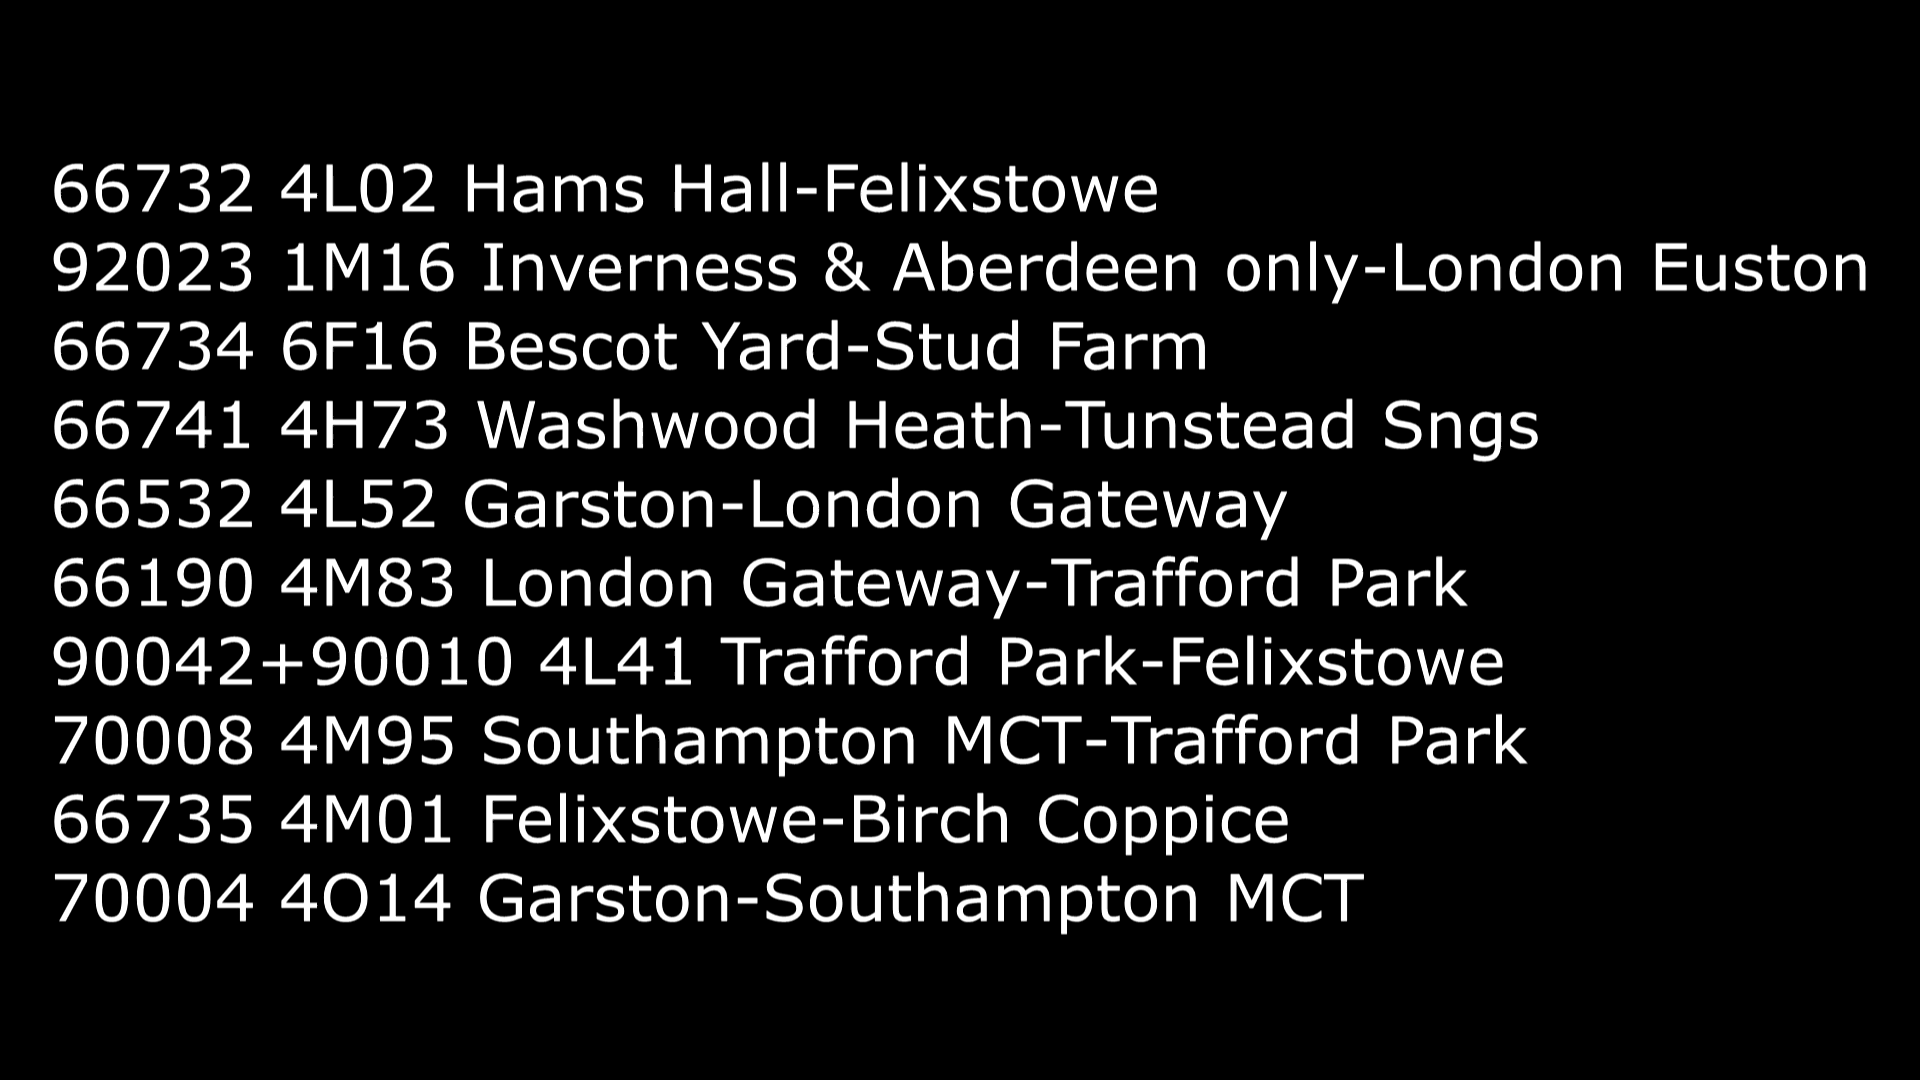 66732 4L02 Hams Hall-Felixstowe
92023 1M16 Inverness & Aberdeen only-London Euston
66734 6F16 Bescot Yard-Stud Farm
66741 4H73 Washwood Heath-Tunstead Sngs
66532 4L52 Garston-London Gateway
66190 4M83 London Gateway-Trafford Park
90042+90010 4L41 Trafford Park-Felixstowe
70008 4M95 Southampton MCT-Trafford Park
66735 4M01 Felixstowe-Birch Coppice
70004 4O14 Garston-Southampton MCT